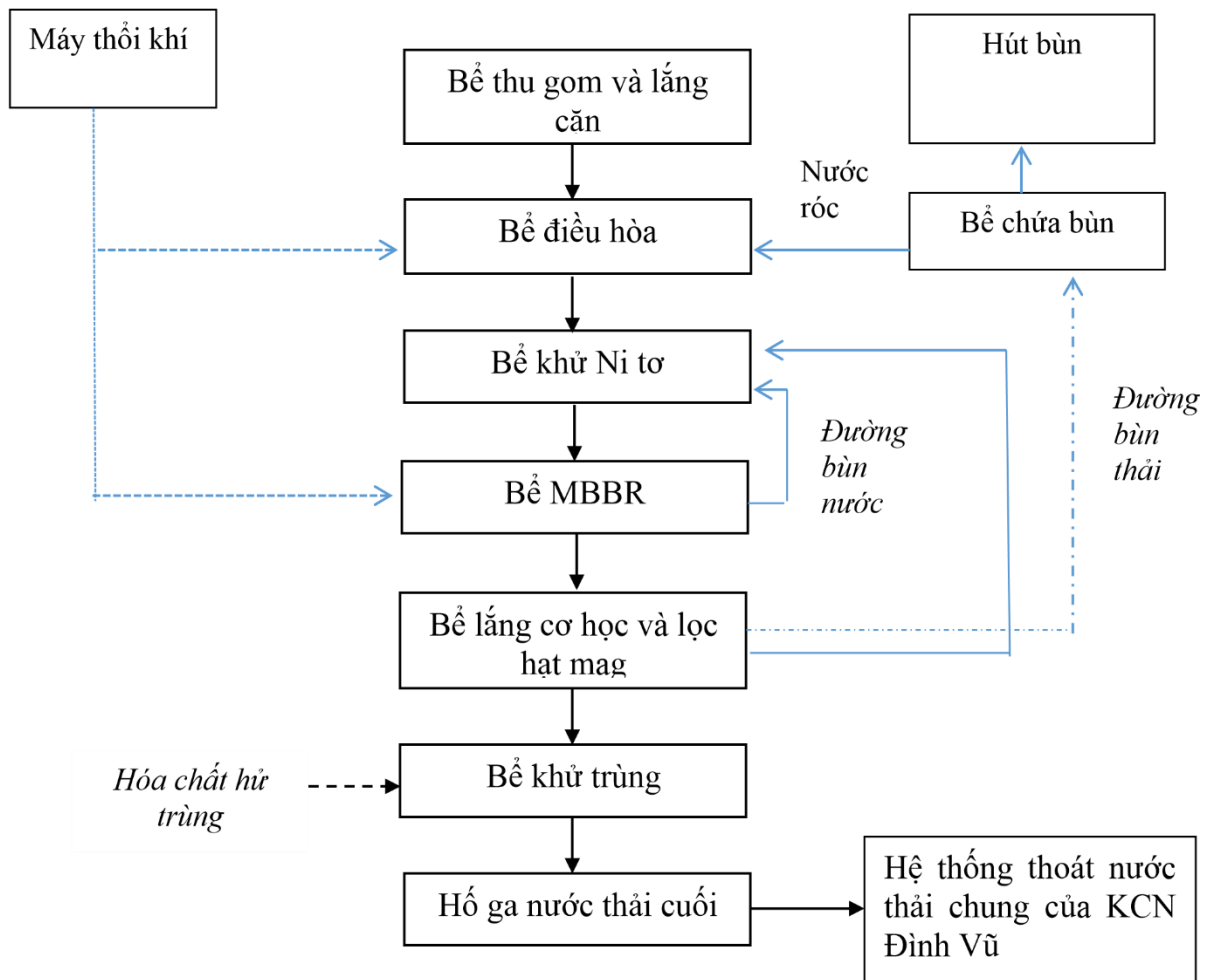 Máy thổi khí
Hút bùn
Bể thu gom và lắng
căn
Nước
róc
Bể điều hòa
Bể chứa bùn
Bể khử Ni tơ
Đường
bùn
nước
Đường
bùn
thải
Bể MBBR
Bể lắng cơ học và lọc
hạt mag
Hóa chất hử
trùng
Bể khử trùng
Hố ga nước thải cuối
Hệ thống thoát nước
thải chung của KCN
Đình Vũ